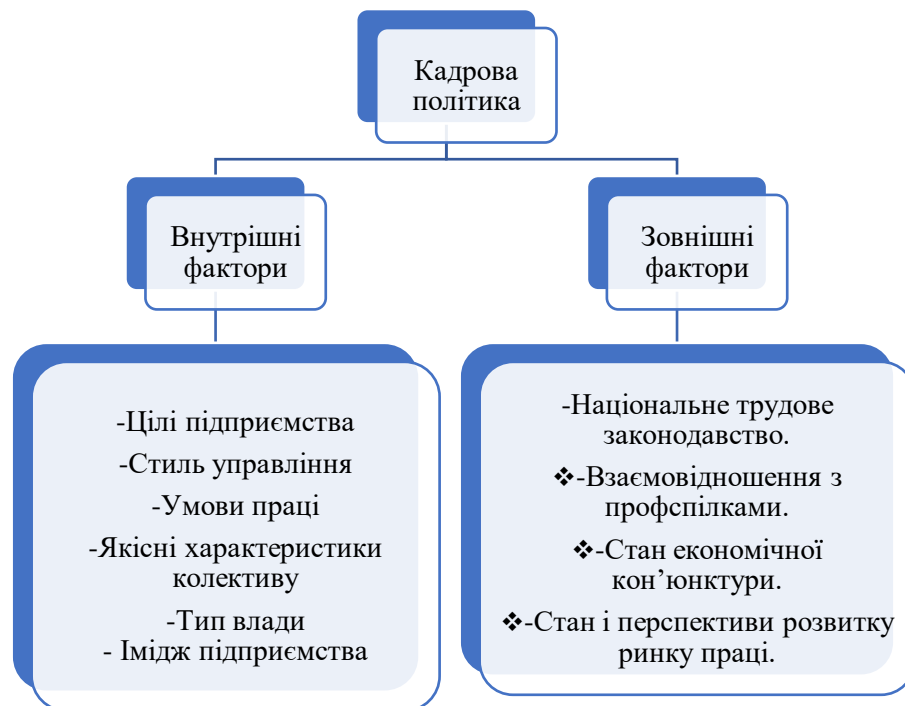 Кадрова
політика
Внутрішні
фактори
Зовнішні
фактори
-Цілі підприємства
-Стиль управління
-Умови праці
-Якісні характеристики
колективу
-Тип влади
- Імідж підприємства
-Національне трудове
законодавство.
❖-Взаємовідношення з
профспілками.
❖-Стан економічної
кон’юнктури.
❖-Стан і перспективи розвитку
ринку праці.